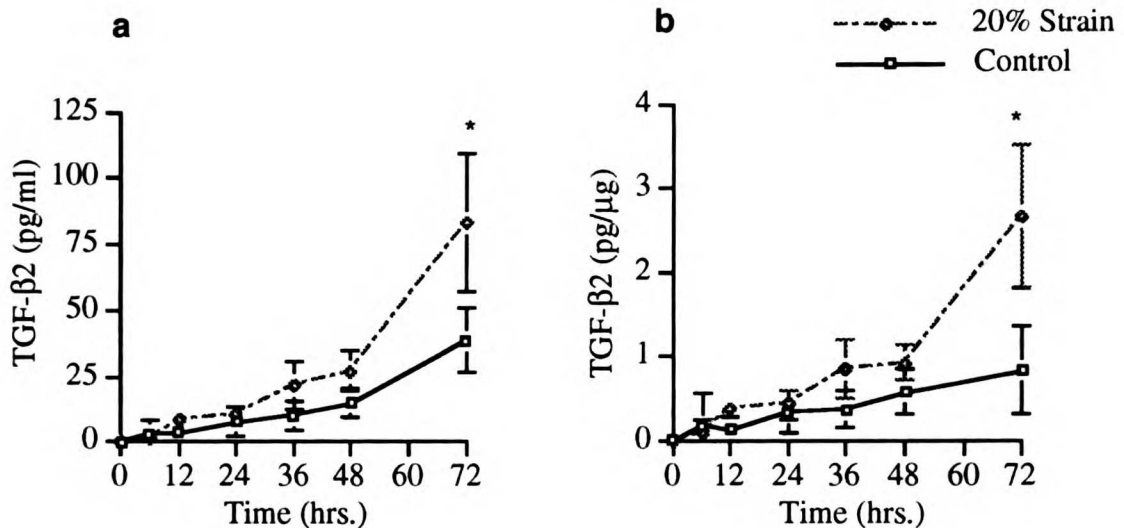 a
b
20% Strain
Control
TGF-β2 (pg/ml)
125
100
75
50
25
0
*
0 12 24 36 48 60 72
Time (hrs.)
TGF-β2 (pg/µg)
4
3
2
1
0
*
0 12 24 36 48 60 72
Time (hrs.)